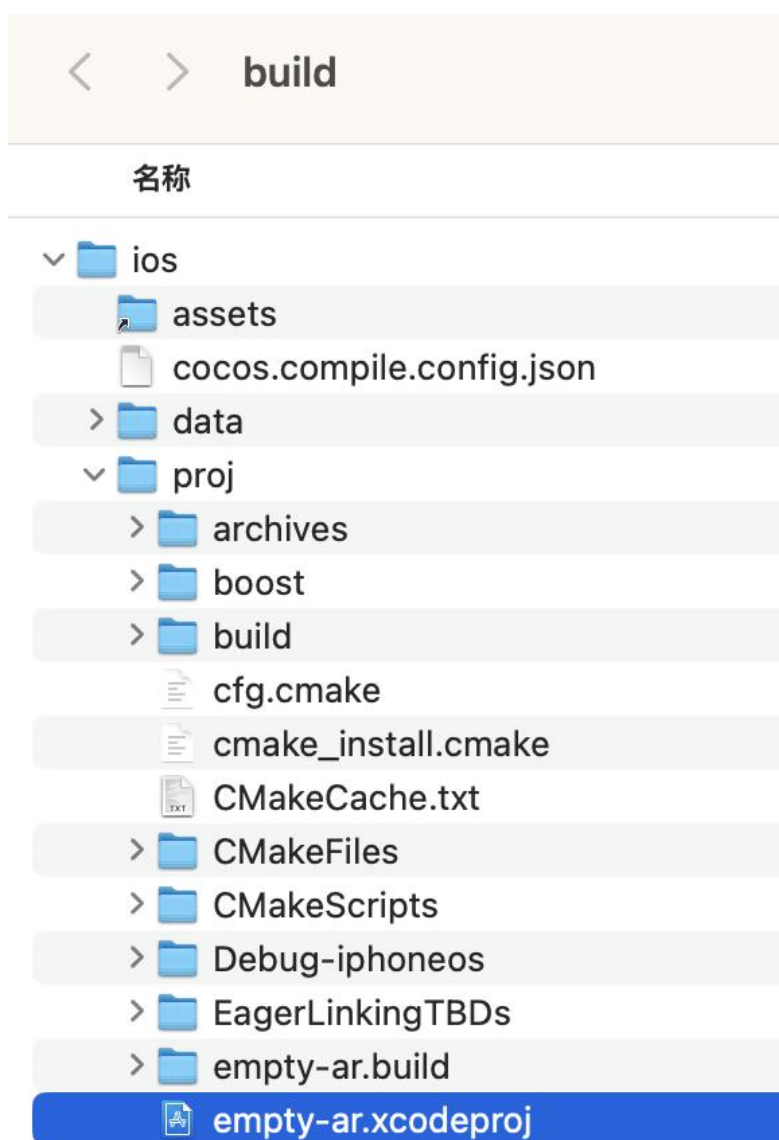 build
名称
ios
assets
cocos.compile.config.json
data
proj
archives
boost
build
cfg.cmake
cmake_install.cmake
TXT
CMakeCache.txt
CMakeFiles
CMakeScripts
Debug-iphoneos
EagerLinkingTBDs
empty-ar.build
empty-ar.xcodeproj